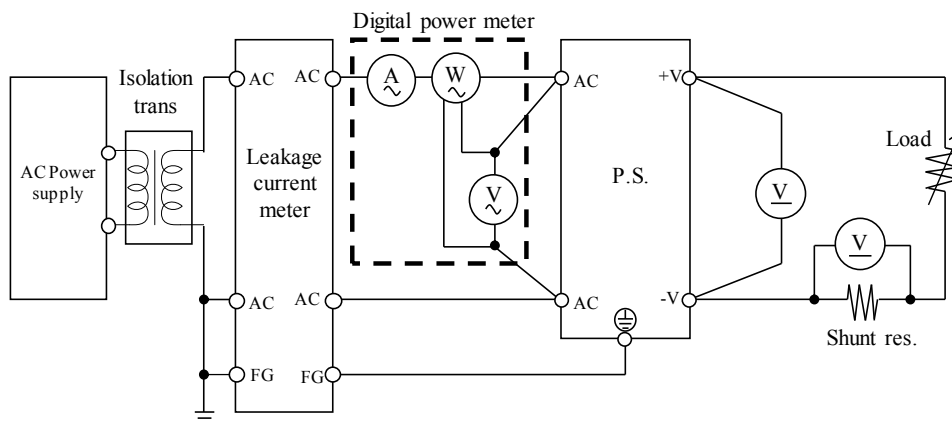 Digital power meter
Isolation
trans
AC Power
supply
AC
AC
FG
Leakage
current
meter
AC
AC
FG
A
W
V
AC
AC
P.S.
+V
-V
V
V
Load
Shunt res.